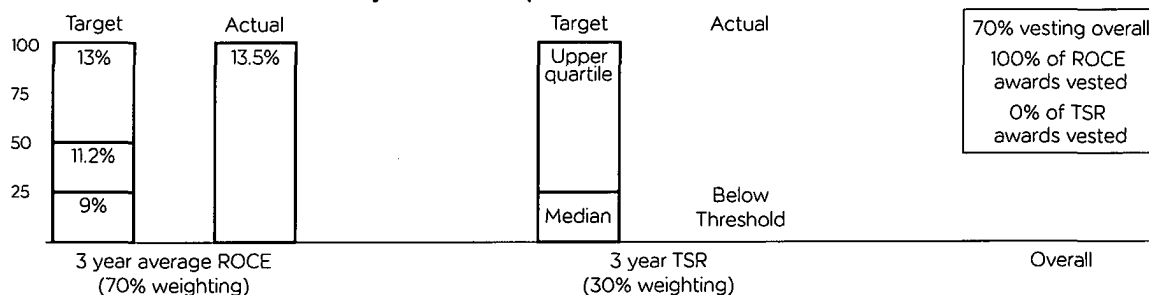 Target
Actual
100
75
50
25
13%
11.2%
9%
13.5%
3 year average ROCE
(70% weighting)
Target
Actual
Upper
quartile
Median
Below
Threshold
3 year TSR
(30% weighting)
70% vesting overall
100% of ROCE
awards vested
0% of TSR
awards vested
Overall